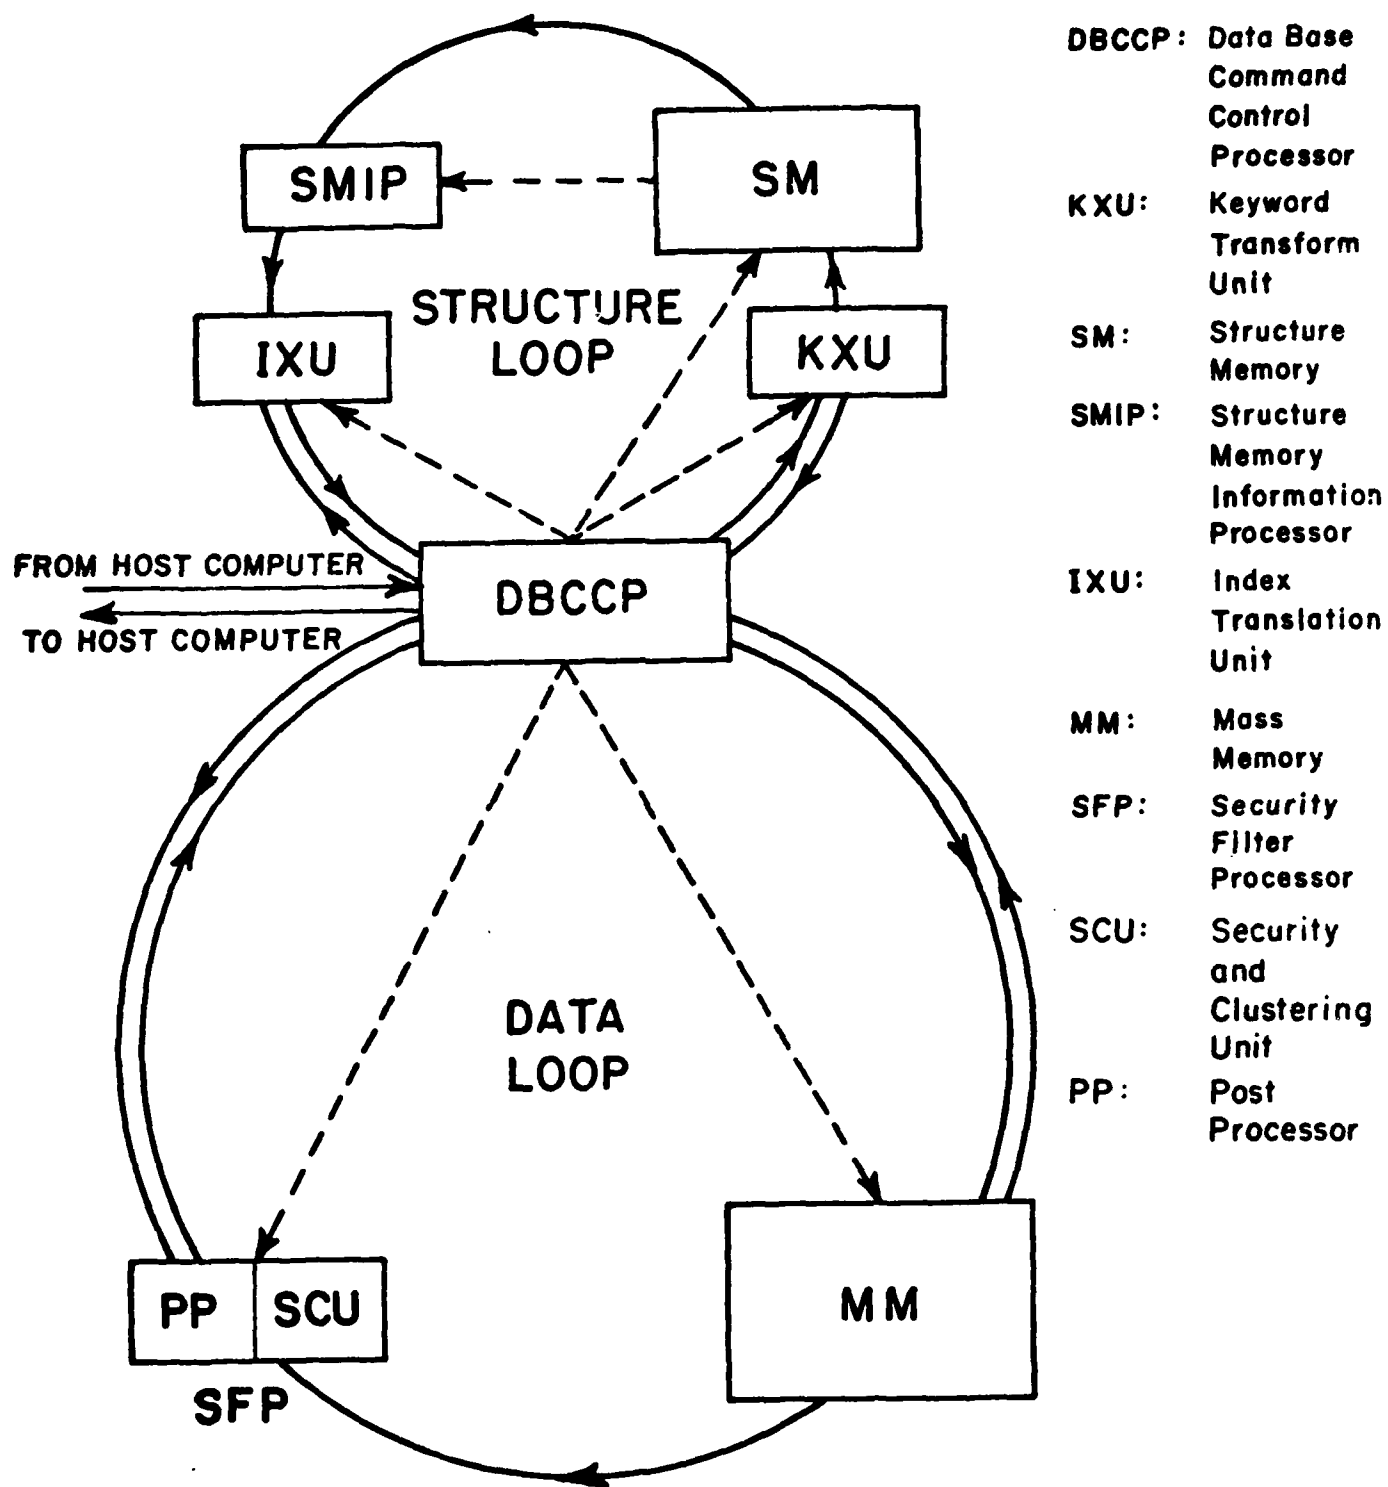 SMIP
SM
STRUCTURE
LOOP
IXU
KXU
FROM HOST COMPUTER
DBCCP
TO HOST COMPUTER
DATA
LOOP
PP
SCU
SFP
MM
DBCCP: Data Base
Command
Control
Processor
KXU: Keyword
Transform
Unit
SM: Structure
Memory
SMIP: Structure
Memory
Information
Processor
IXU: Index
Translation
Unit
MM: Mass
Memory
SFP: Security
Filter
Processor
SCU: Security
and
Clustering
Unit
PP: Post
Processor